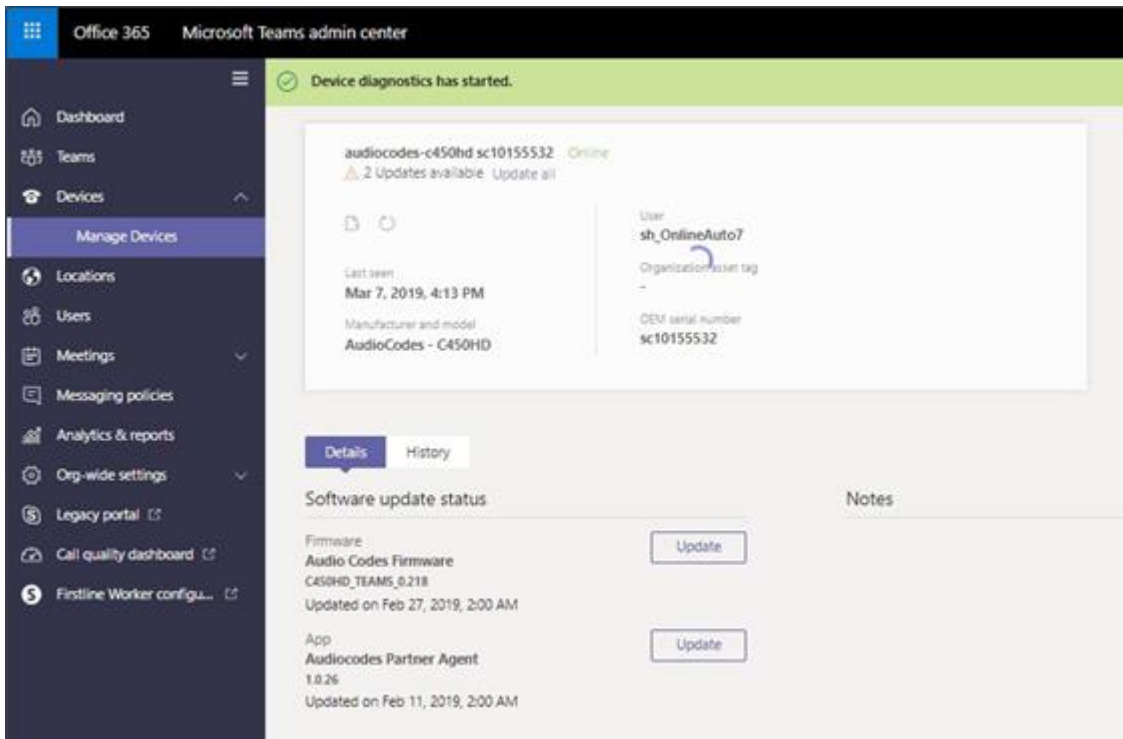 Office 365 Microsoft Teams admin center
Device diagnostics has started.
Dashboard
Teams
Devices
Manage Devices
Locations
Users
Meetings
Messaging policies
Analytics & reports
Org-wide settings
Legacy portal
Call quality dashboard
Firstline Worker configu...
audiocodes-c450hd sc10155532 Online
2 Updates available Update all
Last seen
Mar 7, 2019, 4:13 PM
Manufacturer and model
AudioCodes - C450HD
User
sh_OnlineAuto7
Organization asset tag
-
OEM serial number
sc10155532
Details History
Software update status
Firmware
Audio Codes Firmware
C450HD_TEAMS_0.218
Updated on Feb 27, 2019, 2:00 AM
Update
App
Audiocodes Partner Agent
1.0.26
Updated on Feb 11, 2019, 2:00 AM
Update
Notes